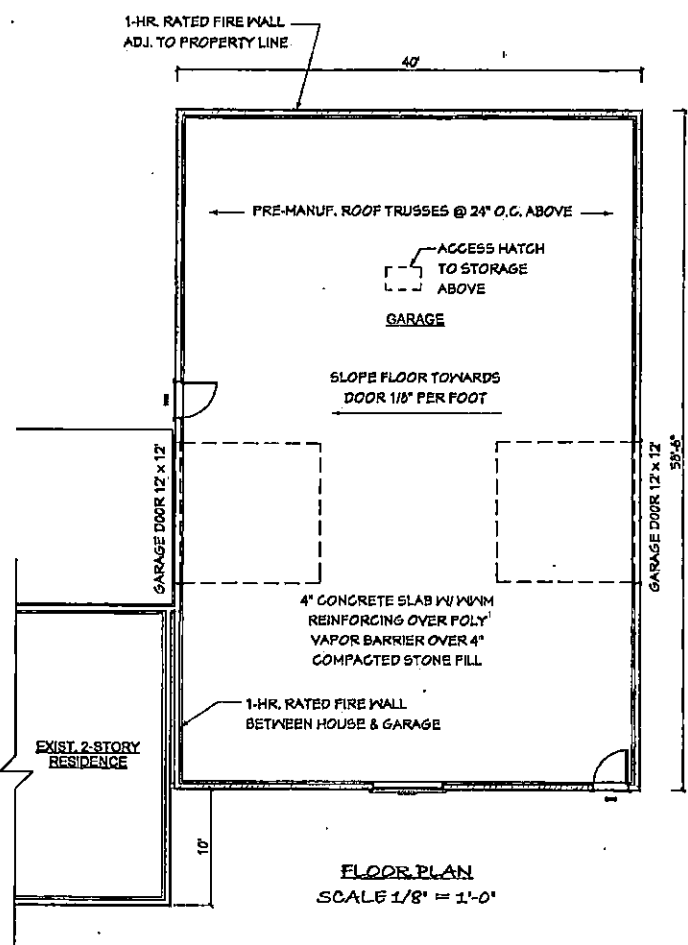 1-HR. RATED FIRE WALL
ADJ. TO PROPERTY LINE
40'
PRE-MANUF. ROOF TRUSSES @ 24" O.C. ABOVE
ACCESS HATCH
TO STORAGE
ABOVE
GARAGE
SLOPE FLOOR TOWARDS
DOOR 1/8" PER FOOT
GARAGE DOOR 12' x 12'
GARAGE DOOR 12' x 12'
58'-6"
4" CONCRETE SLAB W/ WWM
REINFORCING OVER POLY
VAPOR BARRIER OVER 4"
COMPACTED STONE FILL
1-HR. RATED FIRE WALL
BETWEEN HOUSE & GARAGE
EXIST. 2-STORY
RESIDENCE
10'
FLOOR PLAN
SCALE 1/8" = 1'-0"